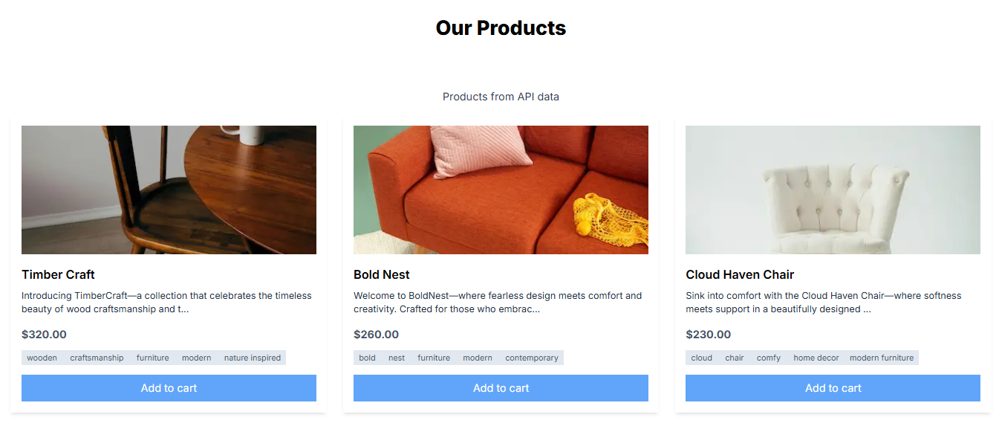 Our Products
Products from API data
Timber Craft
Introducing TimberCraft—a collection that celebrates the timeless
beauty of wood craftsmanship and t...
$320.00
wooden craftsmanship furniture modern nature inspired
Add to cart
Bold Nest
Welcome to BoldNest—where fearless design meets comfort and
creativity. Crafted for those who embrac...
$260.00
bold nest furniture modern contemporary
Add to cart
Cloud Haven Chair
Sink into comfort with the Cloud Haven Chair—where softness
meets support in a beautifully designed ...
$230.00
cloud chair comfy home decor modern furniture
Add to cart